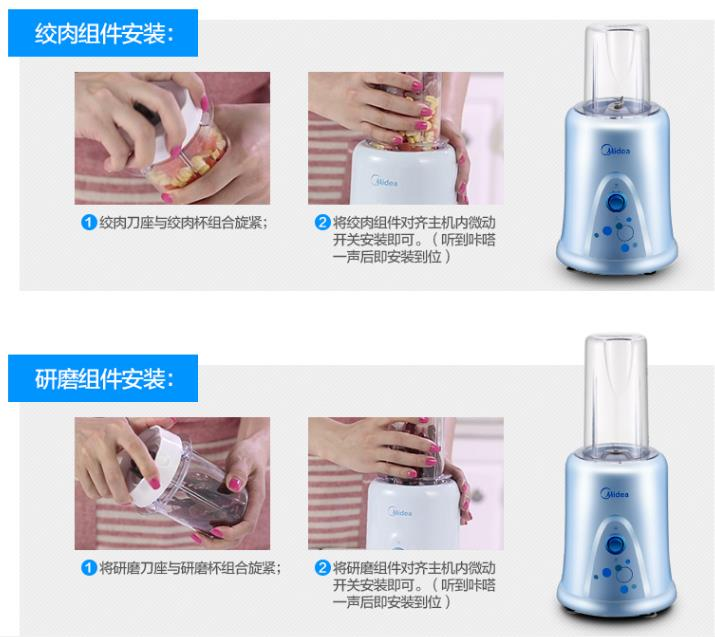 绞肉组件安装：
Midea
Midea
1 绞肉刀座与绞肉杯组合旋紧；
2 将绞肉组件对齐主机内微动
开关安装即可。（听到咔嗒
一声后即安装到位）
研磨组件安装：
Midea
Midea
1 将研磨刀座与研磨杯组合旋紧；
2 将研磨组件对齐主机内微动
开关安装即可。（听到咔嗒
一声后即安装到位）